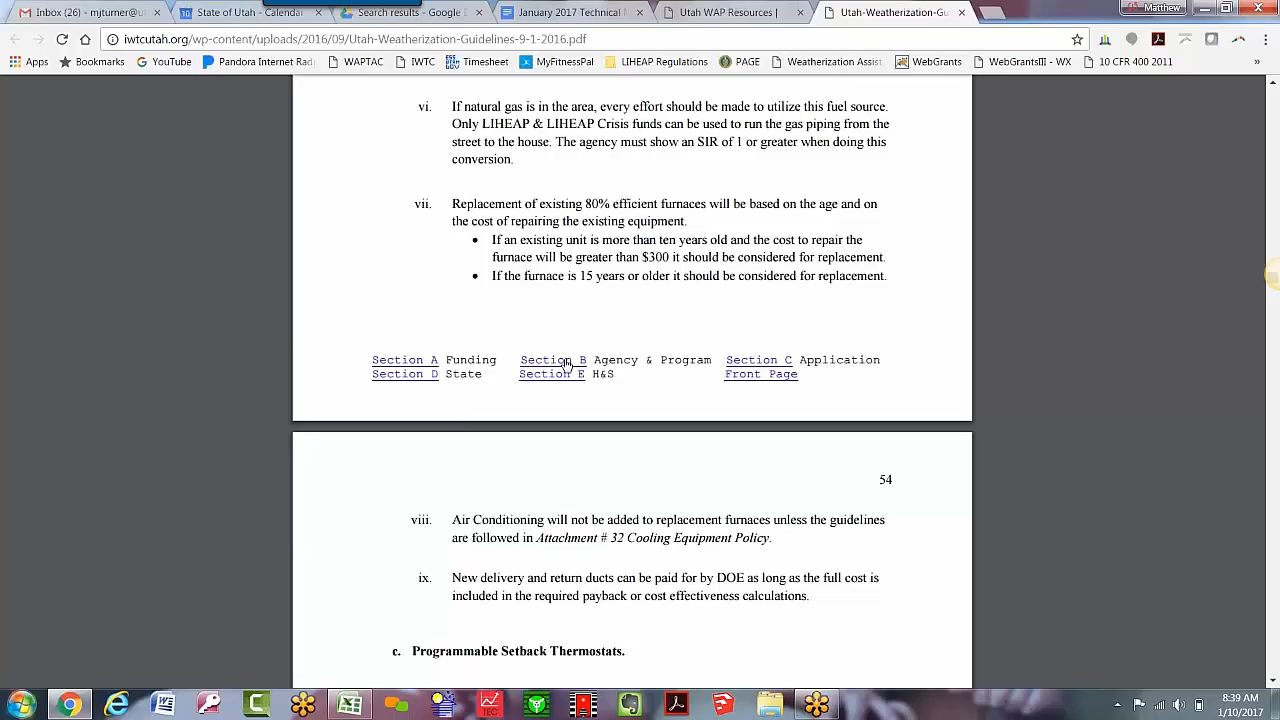 Inbox (26) - mjturner@u
State of Utah - Calenda
Search results - Google D
January 2017 Technical M
Utah WAP Resources |
Utah-Weatherization-Gu
Matthew
iwtcutah.org/wp-content/uploads/2016/09/Utah-Weatherization-Guidelines-9-1-2016.pdf
Apps Bookmarks YouTube Pandora Internet Rad WAPTAC IWTC Timesheet MyFitnessPal LIHEAP Regulations PAGE Weatherization Assist WebGrants WebGrantsIII - WX 10 CFR 400 2011 »
vi. If natural gas is in the area, every effort should be made to utilize this fuel source.
Only LIHEAP & LIHEAP Crisis funds can be used to run the gas piping from the
street to the house. The agency must show an SIR of 1 or greater when doing this
conversion.
vii. Replacement of existing 80% efficient furnaces will be based on the age and on
the cost of repairing the existing equipment.
• If an existing unit is more than ten years old and the cost to repair the
furnace will be greater than $300 it should be considered for replacement.
• If the furnace is 15 years or older it should be considered for replacement.
Section A Funding Section B Agency & Program Section C Application
Section D State Section E H&S Front Page
54
viii. Air Conditioning will not be added to replacement furnaces unless the guidelines
are followed in Attachment # 32 Cooling Equipment Policy.
ix. New delivery and return ducts can be paid for by DOE as long as the full cost is
included in the required payback or cost effectiveness calculations.
c. Programmable Setback Thermostats.
8:39 AM
1/10/2017